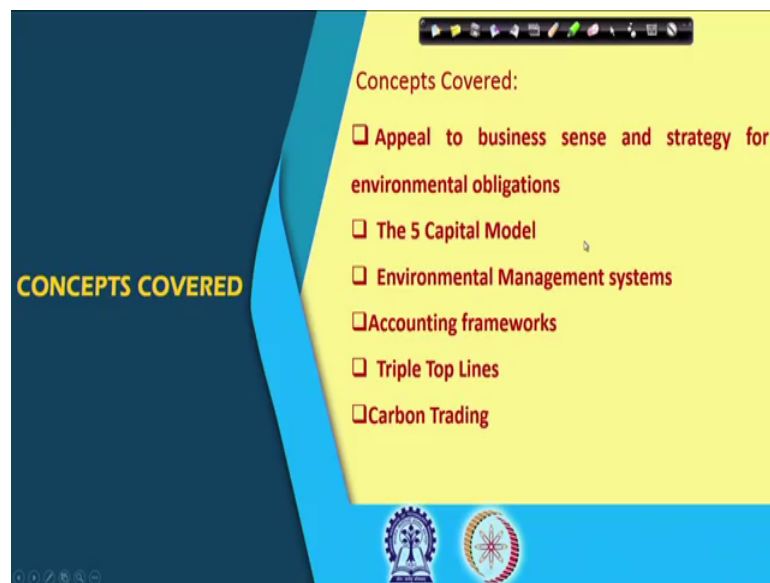 Concepts Covered:
❑ Appeal to business sense and strategy for
environmental obligations
❑ The 5 Capital Model
CONCEPTS COVERED
❑ Environmental Management systems
❑Accounting frameworks
❑ Triple Top Lines
❑Carbon Trading